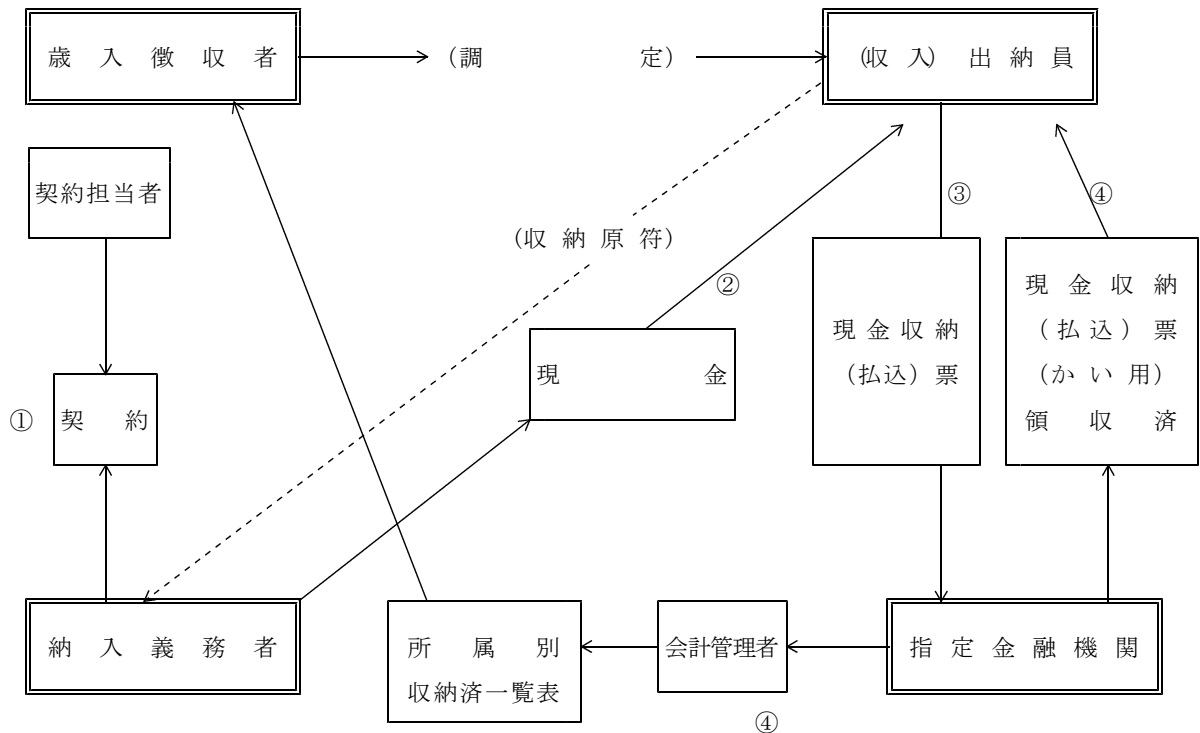 歳入徴収者
(調　　　定)
(収入)出納員
契約担当者
③
④
(収納原符)
②
現金収納
(払込)票
現金収納
(払込)票
(かい用)
領収済
現　　　金
①
契　約
納入義務者
所属別
収納済一覧表
会計管理者
指定金融機関
④